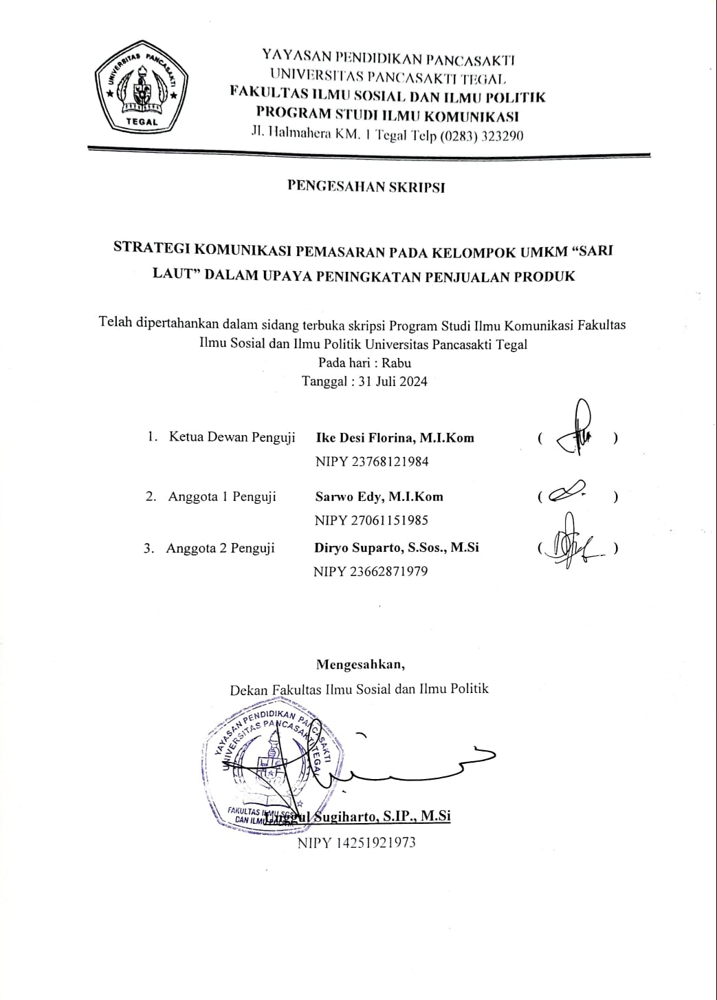 UNIVERSITAS PANCASAKTI
TEGAL
YAYASAN PENDIDIKAN PANCASAKTI
UNIVERSITAS PANCASAKTI TEGAL
FAKULTAS ILMU SOSIAL DAN ILMU POLITIK
PROGRAM STUDI ILMU KOMUNIKASI
Jl. Halmahera KM. 1 Tegal Telp (0283) 323290
PENGESAHAN SKRIPSI
STRATEGI KOMUNIKASI PEMASARAN PADA KELOMPOK UMKM “SARI
LAUT” DALAM UPAYA PENINGKATAN PENJUALAN PRODUK
Telah dipertahankan dalam sidang terbuka skripsi Program Studi Ilmu Komunikasi Fakultas
Ilmu Sosial dan Ilmu Politik Universitas Pancasakti Tegal
Pada hari : Rabu
Tanggal : 31 Juli 2024
1. Ketua Dewan Penguji Ike Desi Florina, M.I.Kom ( )
NIPY 23768121984
2. Anggota 1 Penguji Sarwo Edy, M.I.Kom ( )
NIPY 27061151985
3. Anggota 2 Penguji Diryo Suparto, S.Sos., M.Si ( )
NIPY 23662871979
Mengesahkan,
Dekan Fakultas Ilmu Sosial dan Ilmu Politik
YAYASAN PENDIDIKAN PANCASAKTI
UNIVERSITAS PANCASAKTI TEGAL
FAKULTAS ILMU
DAN ILMU
Unggul Sugiharto, S.IP., M.Si
NIPY 14251921973